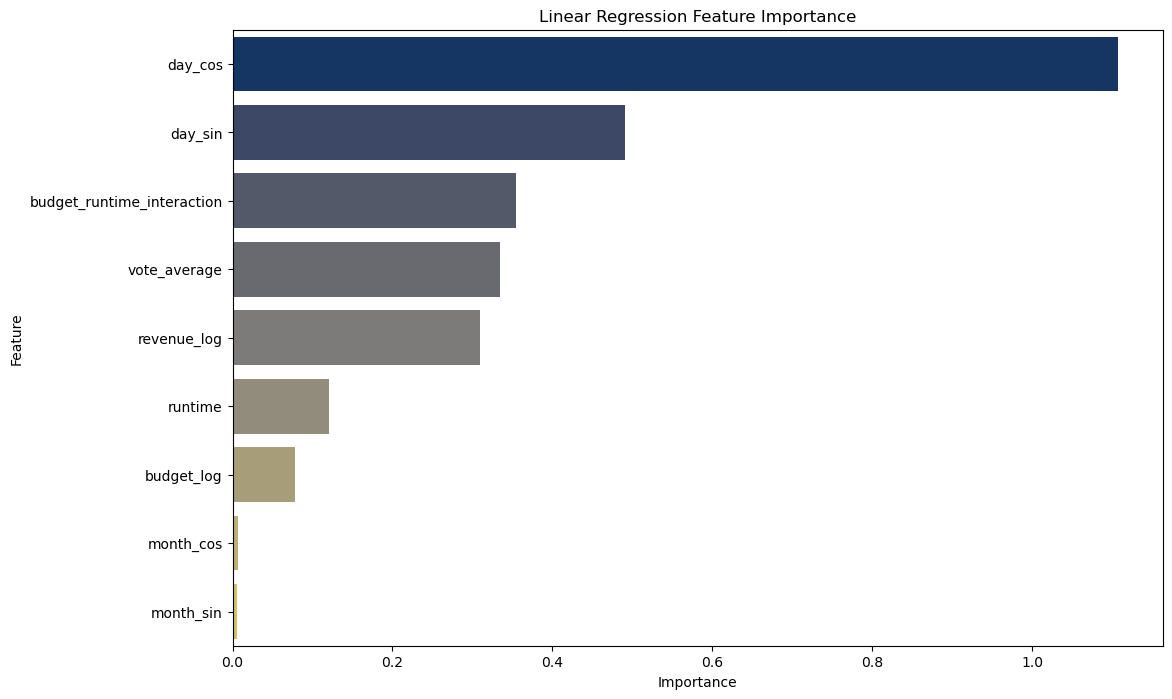 Linear Regression Feature Importance
day_cos
day_sin
budget_runtime_interaction
vote_average
revenue_log
runtime
budget_log
month_cos
month_sin
Feature
0.0 0.2 0.4 0.6 0.8 1.0
Importance